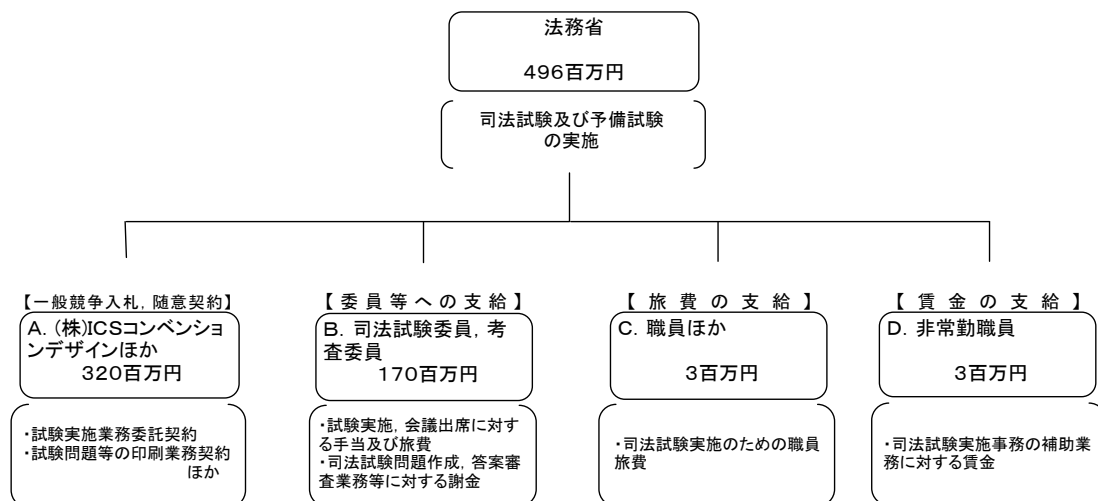 法務省
496百万円
司法試験及び予備試験
の実施
【一般競争入札，随意契約】
A．（株）ICSコンベンショ
ンデザインほか
320百万円
・試験実施業務委託契約
・試験問題等の印刷業務契約
ほか
【委員等への支給】
B．司法試験委員，考
査委員
170百万円
・試験実施，会議出席に対す
る手当及び旅費
・司法試験問題作成，答案審
査業務等に対する謝金
【旅費の支給】
C．職員ほか
3百万円
・司法試験実施のための職員
旅費
【賃金の支給】
D．非常勤職員
3百万円
・司法試験実施事務の補助業
務に対する賃金